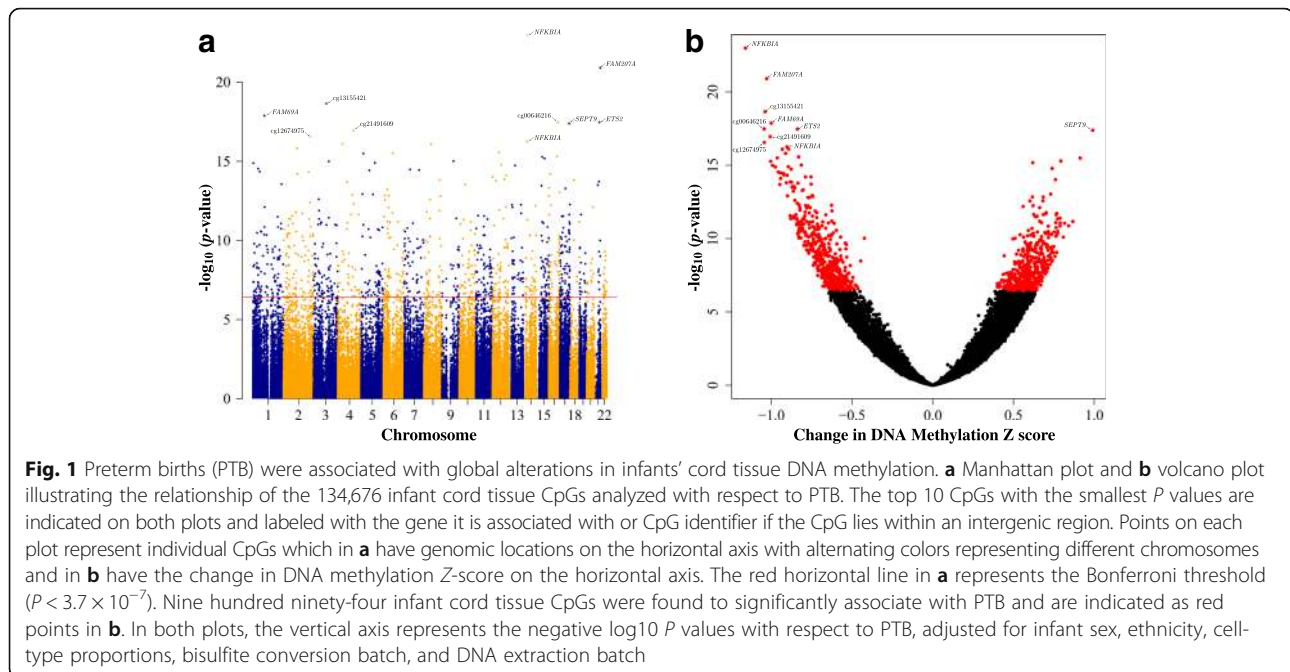 a
NFKBIA
FAM207A
20
cg13155421
FAM69A
cg00646216
SEPT9
ETS2
cg21491609
cg12674975
NFKBIA
15
-log10 (p-value)
10
5
0
1 2 3 4 5 6 7 9 11 13 15 18 22
Chromosome
b
NFKBIA
FAM207A
20
cg13155421
cg00646216
FAM69A
ETS2
SEPT9
cg21491609
cg12674975
NFKBIA
15
-log10 (p-value)
10
5
0
−1.0 −0.5 0.0 0.5 1.0
Change in DNA Methylation Z score
Fig. 1 Preterm births (PTB) were associated with global alterations in infants' cord tissue DNA methylation. a Manhattan plot and b volcano plot
illustrating the relationship of the 134,676 infant cord tissue CpGs analyzed with respect to PTB. The top 10 CpGs with the smallest P values are
indicated on both plots and labeled with the gene it is associated with or CpG identifier if the CpG lies within an intergenic region. Points on each
plot represent individual CpGs which in a have genomic locations on the horizontal axis with alternating colors representing different chromosomes
and in b have the change in DNA methylation Z-score on the horizontal axis. The red horizontal line in a represents the Bonferroni threshold
(P < 3.7 × 10⁻⁷). Nine hundred ninety-four infant cord tissue CpGs were found to significantly associate with PTB and are indicated as red
points in b. In both plots, the vertical axis represents the negative log10 P values with respect to PTB, adjusted for infant sex, ethnicity, cell-
type proportions, bisulfite conversion batch, and DNA extraction batch